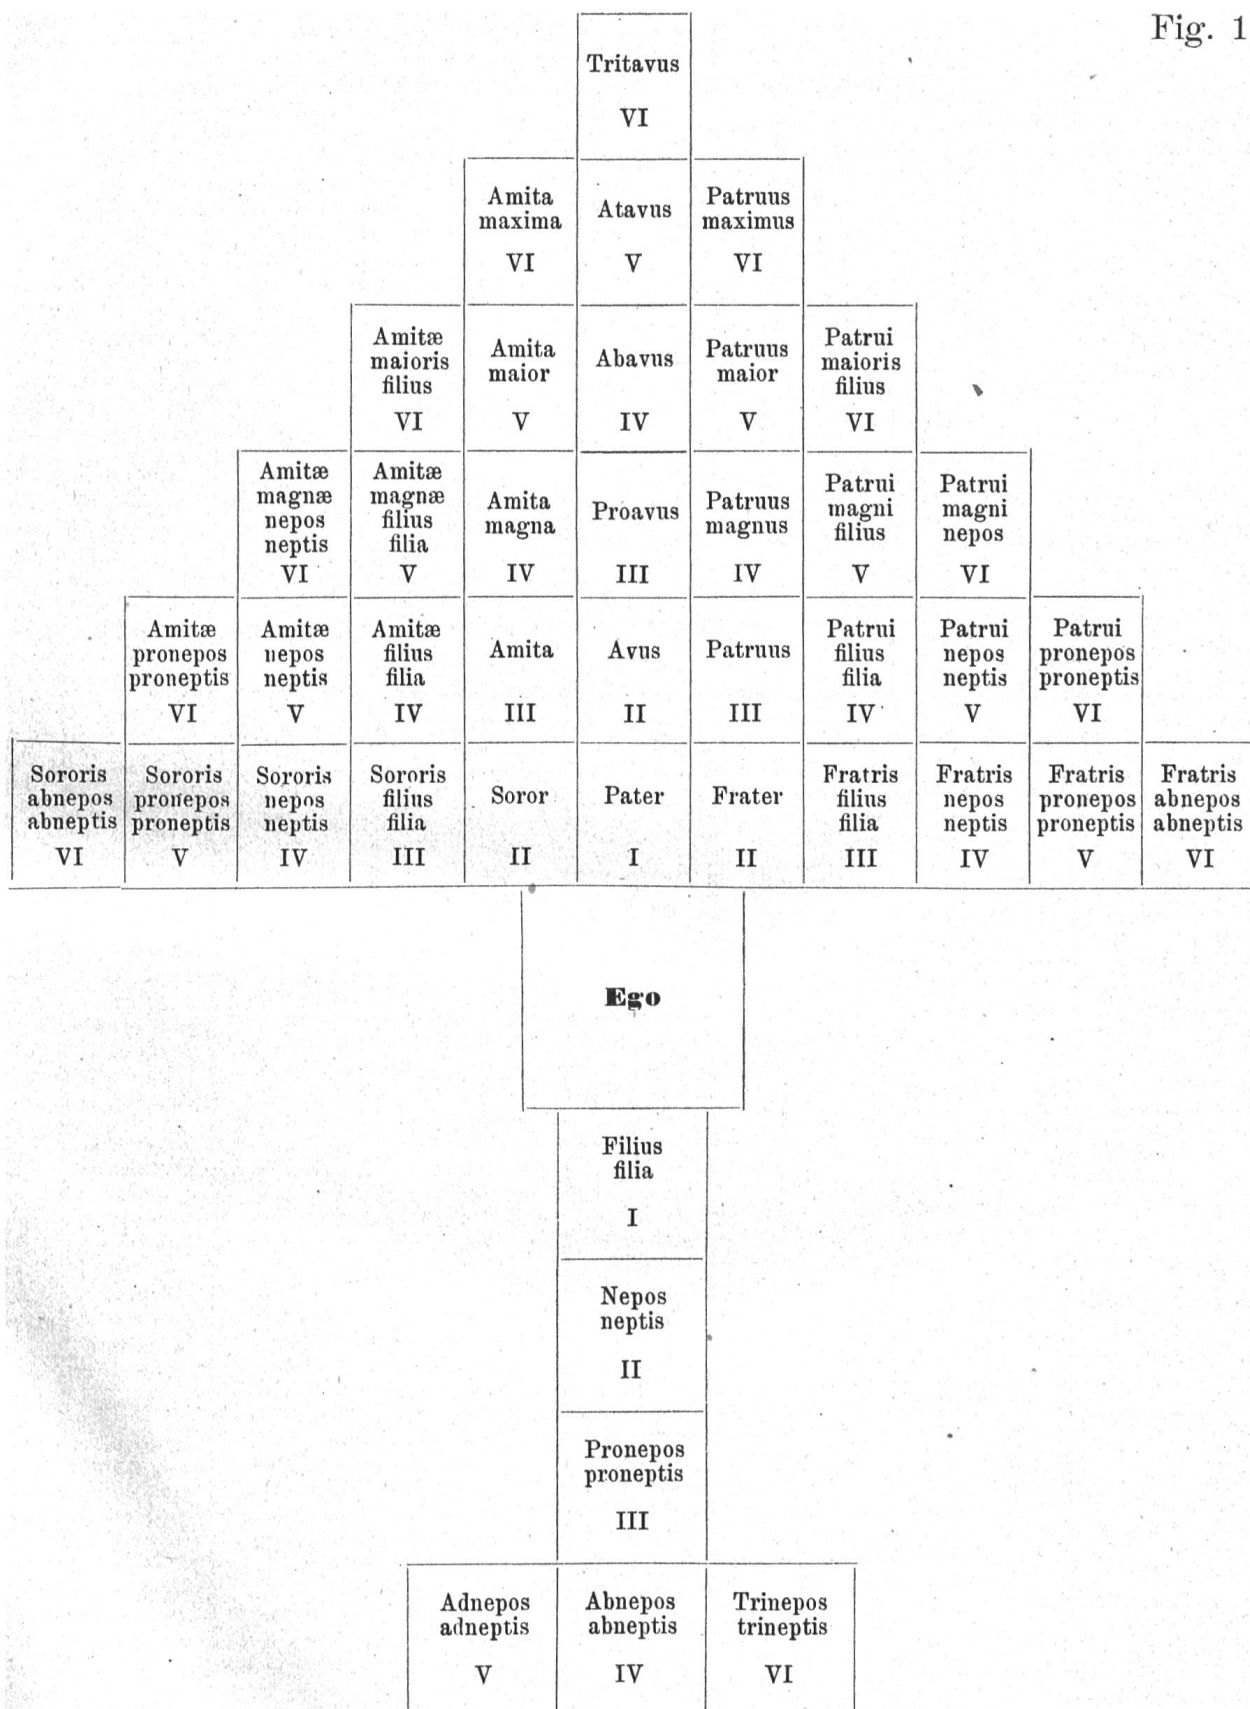 Fig. 1
Tritavus
VI
Amita
maxima
VI
Atavus
V
Patruus
maximus
VI
Amitæ
maioris
filius
VI
Amita
maior
V
Abavus
IV
Patruus
maior
V
Patrui
maioris
filius
VI
Amitæ
magnæ
nepos
neptis
VI
Amitæ
magnæ
filius
filia
V
Amita
magna
IV
Proavus
III
Patruus
magnus
IV
Patrui
magni
filius
V
Patrui
magni
nepos
VI
Amitæ
pronepos
proneptis
VI
Amitæ
nepos
neptis
V
Amitæ
filius
filia
IV
Amita
III
Avus
II
Patruus
III
Patrui
filius
filia
IV
Patrui
nepos
neptis
V
Patrui
pronepos
proneptis
VI
Sororis
abnepos
abneptis
VI
Sororis
pronepos
proneptis
V
Sororis
nepos
neptis
IV
Sororis
filius
filia
III
Soror
II
Pater
I
Frater
II
Fratris
filius
filia
III
Fratris
nepos
neptis
IV
Fratris
pronepos
proneptis
V
Fratris
abnepos
abneptis
VI
Ego
Filius
filia
I
Nepos
neptis
II
Pronepos
proneptis
III
Adnepos
adneptis
V
Abnepos
abneptis
IV
Trinepos
trineptis
VI